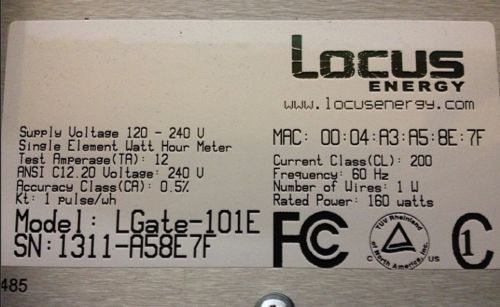 Locus
ENERGY
www.locusenergy.com
Supply Voltage 120 - 240 V
Single Element Watt Hour Meter
Test Amperage(TA): 12
ANSI C12.20 Voltage: 240 V
Accuracy Class(CA): 0.5%
Kt: 1 pulse/wh
Model: LGate-101E
SN:1311-A58E7F
MAC: 00:04:A3:A5:8E:7F
Current Class(CL): 200
Frequency: 60 Hz
Number of Wires: 1 W
Rated Power: 160 watts
FC
TÜV Rheinland
of North America, Inc.
C US
C1
485